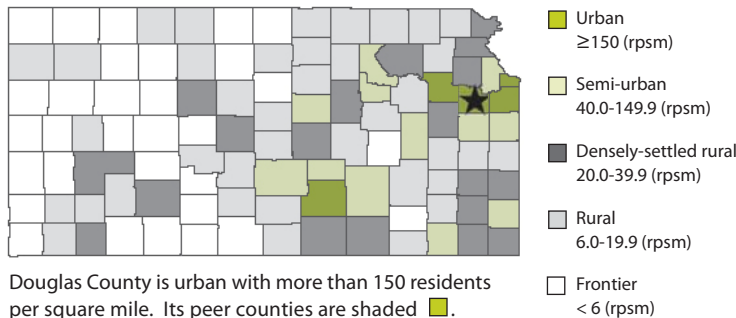 Urban
≥150 (rpsm)
Semi-urban
40.0-149.9 (rpsm)
Densely-settled rural
20.0-39.9 (rpsm)
Rural
6.0-19.9 (rpsm)
Frontier
< 6 (rpsm)
Douglas County is urban with more than 150 residents
per square mile. Its peer counties are shaded .